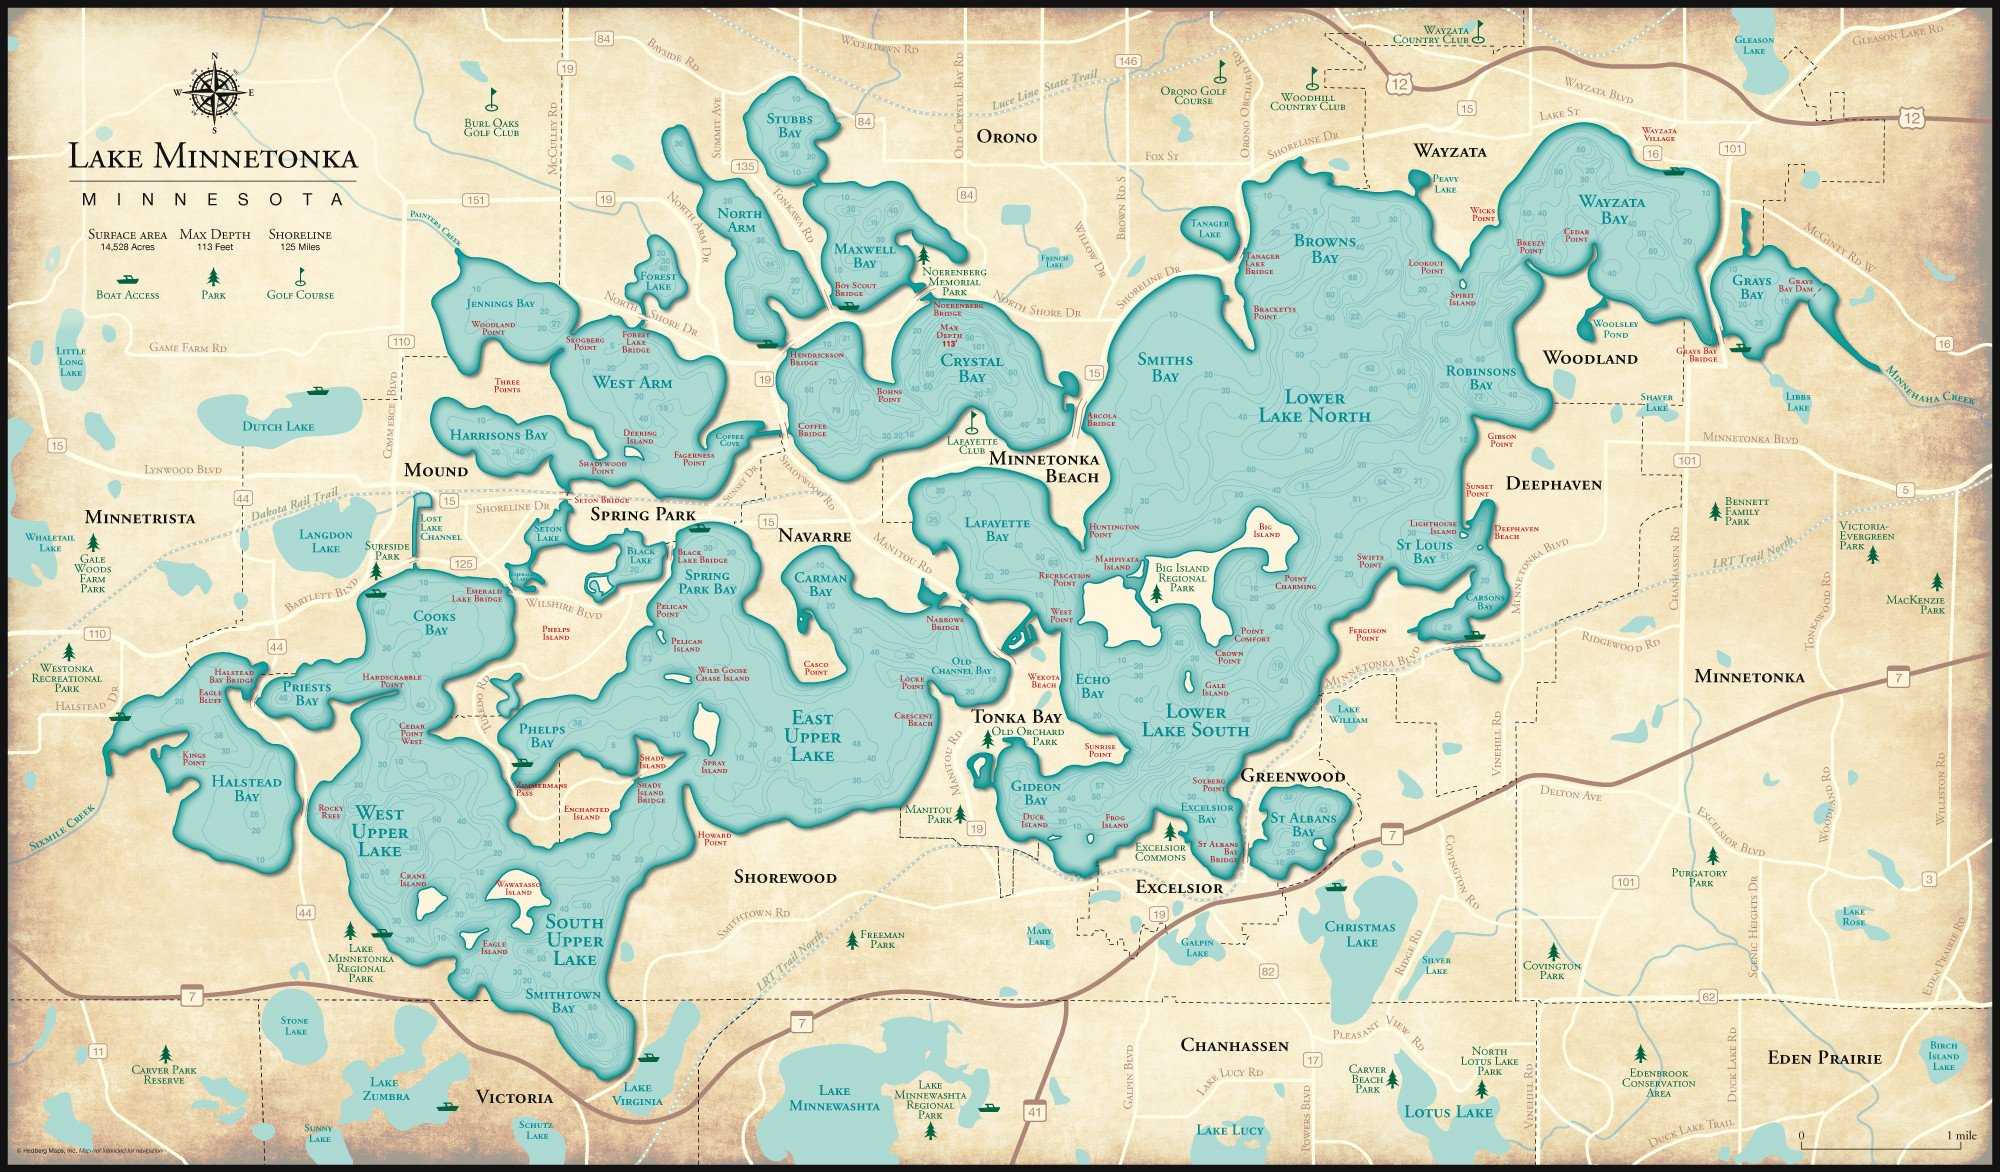 Lake Minnetonka
MINNESOTA
Surface area
14,528 Acres
Max Depth
113 Feet
Shoreline
125 Miles
Boat Access
Park
Golf Course
N
E
S
W
Burl Oaks
Golf Club
84
Bayside Rd
19
McCulley Rd
Watertown Rd
Old Crystal Bay Rd
146
Luce Line State Trail
Orono Golf
Course
Orono Orchard Rd
Woodhill
Country Club
Wayzata
Country Club
12
15
Wayzata Blvd
Lake St
Gleason
Lake
Gleason Lake Rd
12
Summit Ave
Stubbs
Bay
84
Orono
Fox St
Shoreline Dr
Wayzata
Wayzata
Village
16
101
135
151
19
84
Brown Rd S
Painters Creek
North Arm Dr
North
Arm
Tonkawa Rd
Maxwell
Bay
Noerenberg
Memorial
Park
Willow Dr
French
Lake
Tanager
Lake
Peavy
Lake
Browns
Bay
Tanager
Lake
Bridge
Wicks
Point
Lookout
Point
Breezy
Point
Cedar
Point
Wayzata
Bay
McGinty Rd W
Grays
Bay
Grays
Bay Dam
Forest
Lake
Jennings Bay
Woodland
Point
North Shore Dr
Skogberg
Point
Forest
Lake
Bridge
Boy Scout
Bridge
Noerenberg
Bridge
North Shore Dr
Shoreline Dr
Bracketts
Point
Spirit
Island
Woolsley
Pond
Woodland
Grays Bay
Bridge
16
Minnehaha Creek
Little
Long
Lake
Game Farm Rd
110
Max
Depth
113'
Crystal
Bay
Hendrickson
Bridge
19
Bohns
Point
15
Smiths
Bay
Lower
Lake North
Robinsons
Bay
Shaver
Lake
Libbs
Lake
Three
Points
West Arm
Commerce Blvd
Dutch Lake
Harrisons Bay
Deering
Island
Coffee
Cove
Coffee
Bridge
Lafayette
Club
Arcola
Bridge
Gibson
Point
Minnetonka Blvd
101
15
Lynwood Blvd
Mound
Shadywood
Point
Fagerness
Point
Sunset Dr
Shadywood Rd
Minnetonka
Beach
Sunset
Point
Deephaven
5
44
Dakota Rail Trail
15
Shoreline Dr
Seton Bridge
Spring Park
Minnetrista
Lost
Lake
Channel
Seton
Lake
15
Navarre
Manitou Rd
Lafayette
Bay
Huntington
Point
Big
Island
Lighthouse
Island
Deephaven
Beach
St Louis
Bay
Bennett
Family
Park
Victoria-
Evergreen
Park
Whaletail
Lake
Gale
Woods
Farm
Park
Langdon
Lake
Surfside
Park
125
Bartlett Blvd
Emerald
Lake Bridge
Black
Lake
Black
Lake Bridge
Spring
Park Bay
Carman
Bay
Recreation
Point
Mahpiyata
Island
Big Island
Regional
Park
Point
Charming
Swifts
Point
Carsons
Bay
Minnetonka Blvd
Chanhassen Rd
LRT Trail North
MacKenzie
Park
110
Cooks
Bay
Wilshire Blvd
Phelps
Island
Pelican
Point
Narrows
Bridge
West
Point
Point
Comfort
Ferguson
Point
Ridgewood Rd
Tonkawood Rd
Westonka
Recreational
Park
44
Pelican
Island
Wild Goose
Chase Island
Casco
Point
Old
Channel Bay
Crown
Point
Minnetonka Blvd
7
Minnetonka
Halstead Dr
Halstead
Bay Bridge
Eagle
Bluff
Priests
Bay
Hardscrabble
Point
Tuxedo Rd
Locke
Point
Wekota
Beach
Echo
Bay
Gale
Island
Lake
William
Cedar
Point
West
Phelps
Bay
East
Upper
Lake
Crescent
Beach
Tonka Bay
Old Orchard
Park
Lower
Lake South
Vinehill Rd
Kings
Point
Halstead
Bay
Shady
Island
Spray
Island
Manitou Rd
Sunrise
Point
Greenwood
Zimmermans
Pass
Shady
Island
Bridge
Solberg
Point
Delton Ave
Gideon
Bay
Sixmile Creek
Rocky
Reef
West
Upper
Lake
Enchanted
Island
Howard
Point
Manitou
Park
19
Duck
Island
Frog
Island
Excelsior
Bay
St Albans
Bay
St Albans
Bay
Bridge
Excelsior
Commons
7
Covington Rd
Excelsior Blvd
Woodland Rd
Williston Rd
Crane
Island
Wawatasso
Island
Shorewood
Excelsior
Purgatory
Park
101
3
44
Lake
Minnetonka
Regional
Park
Eagle
Island
South
Upper
Lake
Smithtown Rd
Freeman
Park
LRT Trail North
Mary
Lake
19
Galpin
Lake
Christmas
Lake
Ridge Rd
Silver
Lake
Covington
Park
Scenic Heights Dr
Lake
Rose
Eden Prairie Rd
82
7
Smithtown
Bay
62
Stone
Lake
7
11
Carver Park
Reserve
Lake
Zumbra
Victoria
Lake
Virginia
Lake
Minnewashta
Lake
Minnewashta
Regional
Park
41
Chanhassen
Galpin Blvd
Lake Lucy Rd
Pleasant View Rd
17
Powers Blvd
Carver
Beach
Park
North
Lotus Lake
Park
Lotus Lake
Vinehill Rd
Edenbrook
Conservation
Area
Duck Lake Rd
Eden Prairie
Birch
Island
Lake
Sunny
Lake
Schutz
Lake
Lake Lucy
Duck Lake Trail
0
1 mile
© Hedberg Maps, Inc. Map not intended for navigation